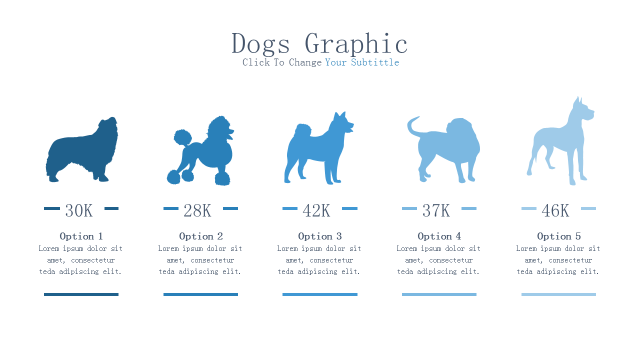 Dogs Graphic
Click To Change Your Subtittle
30K
28K
42K
37K
46K
Option 1
Lorem ipsum dolor sit
amet, consectetur
teda adipiscing elit.
Option 2
Lorem ipsum dolor sit
amet, consectetur
teda adipiscing elit.
Option 3
Lorem ipsum dolor sit
amet, consectetur
teda adipiscing elit.
Option 4
Lorem ipsum dolor sit
amet, consectetur
teda adipiscing elit.
Option 5
Lorem ipsum dolor sit
amet, consectetur
teda adipiscing elit.